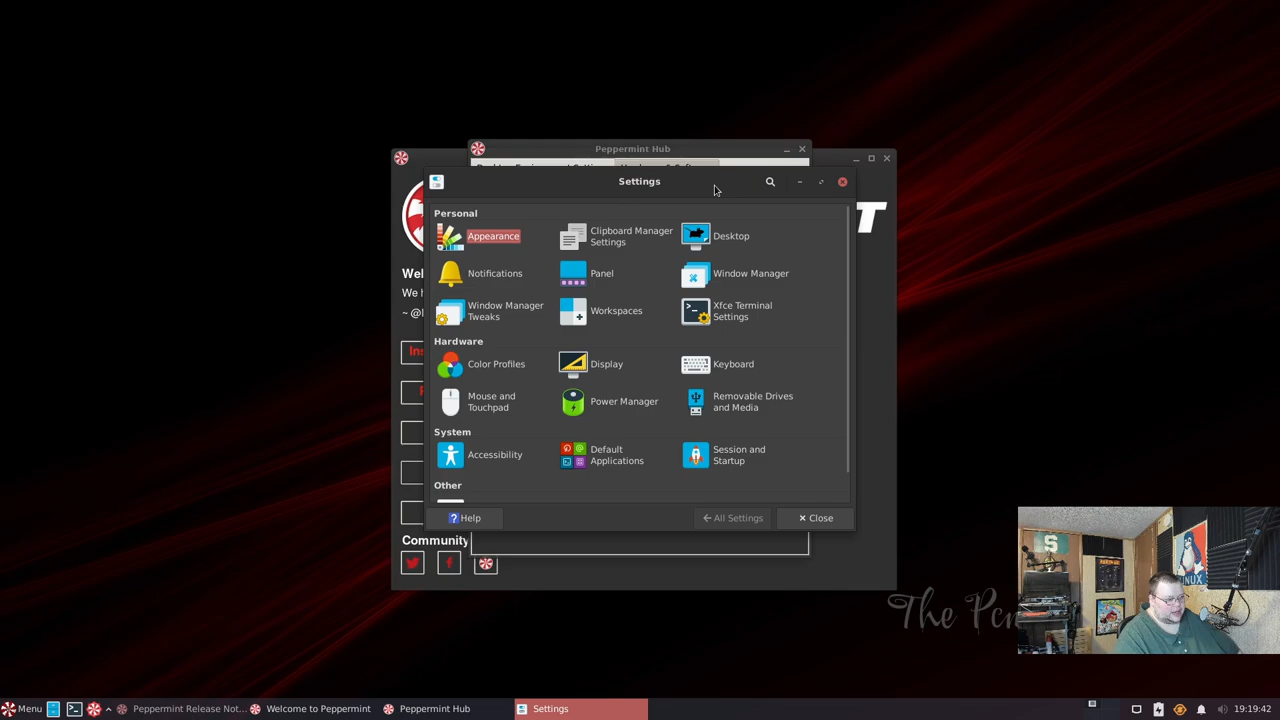 Peppermint Hub
Settings
Personal
Appearance
Clipboard Manager
Settings
Desktop
Notifications
Panel
Window Manager
Window Manager
Tweaks
Workspaces
Xfce Terminal
Settings
Hardware
Color Profiles
Display
Keyboard
Mouse and
Touchpad
Power Manager
Removable Drives
and Media
System
Accessibility
Default
Applications
Session and
Startup
Other
? Help
All Settings
Close
Wel
We h
~ @
Community
T
The Pe
S
LINUX
Menu
Peppermint Release Not...
Welcome to Peppermint
Peppermint Hub
Settings
19:19:42